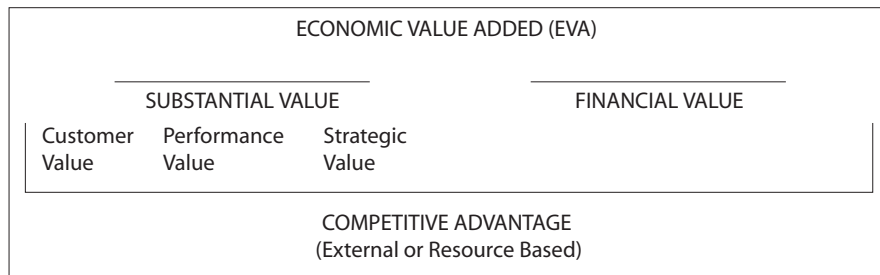 ECONOMIC VALUE ADDED (EVA)
SUBSTANTIAL VALUE FINANCIAL VALUE
Customer Performance Strategic
Value Value Value
COMPETITIVE ADVANTAGE
(External or Resource Based)